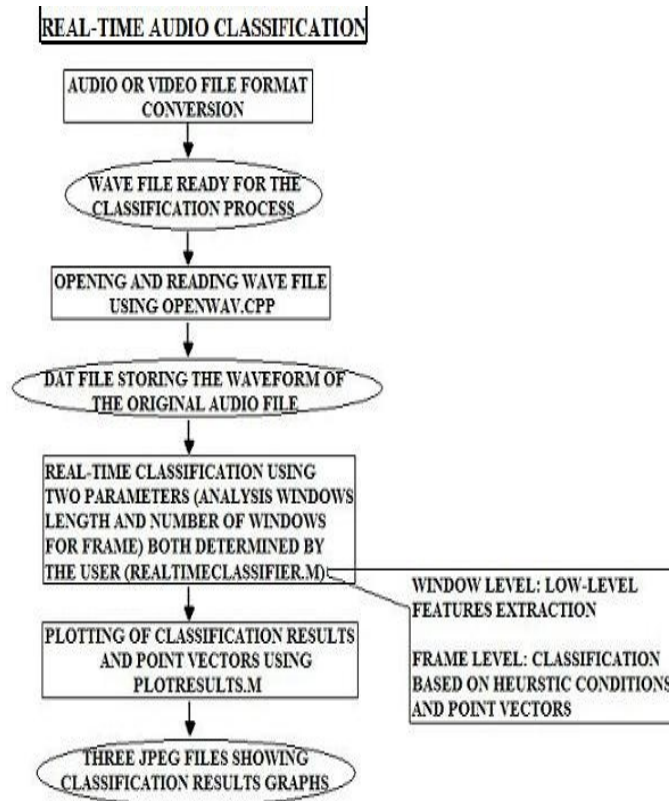 REAL-TIME AUDIO CLASSIFICATION
AUDIO OR VIDEO FILE FORMAT
CONVERSION
WAVE FILE READY FOR THE
CLASSIFICATION PROCESS
OPENING AND READING WAVE FILE
USING OPENWAV.CPP
DAT FILE STORING THE WAVEFORM OF
THE ORIGINAL AUDIO FILE
REAL-TIME CLASSIFICATION USING
TWO PARAMETERS (ANALYSIS WINDOWS
LENGTH AND NUMBER OF WINDOWS
FOR FRAME) BOTH DETERMINED BY
THE USER (REALTIMECLASSIFIER.M)
WINDOW LEVEL: LOW-LEVEL
FEATURES EXTRACTION
FRAME LEVEL: CLASSIFICATION
BASED ON HEURSTIC CONDITIONS
AND POINT VECTORS
PLOTTING OF CLASSIFICATION RESULTS
AND POINT VECTORS USING
PLOTRESULTS.M
THREE JPEG FILES SHOWING
CLASSIFICATION RESULTS GRAPHS